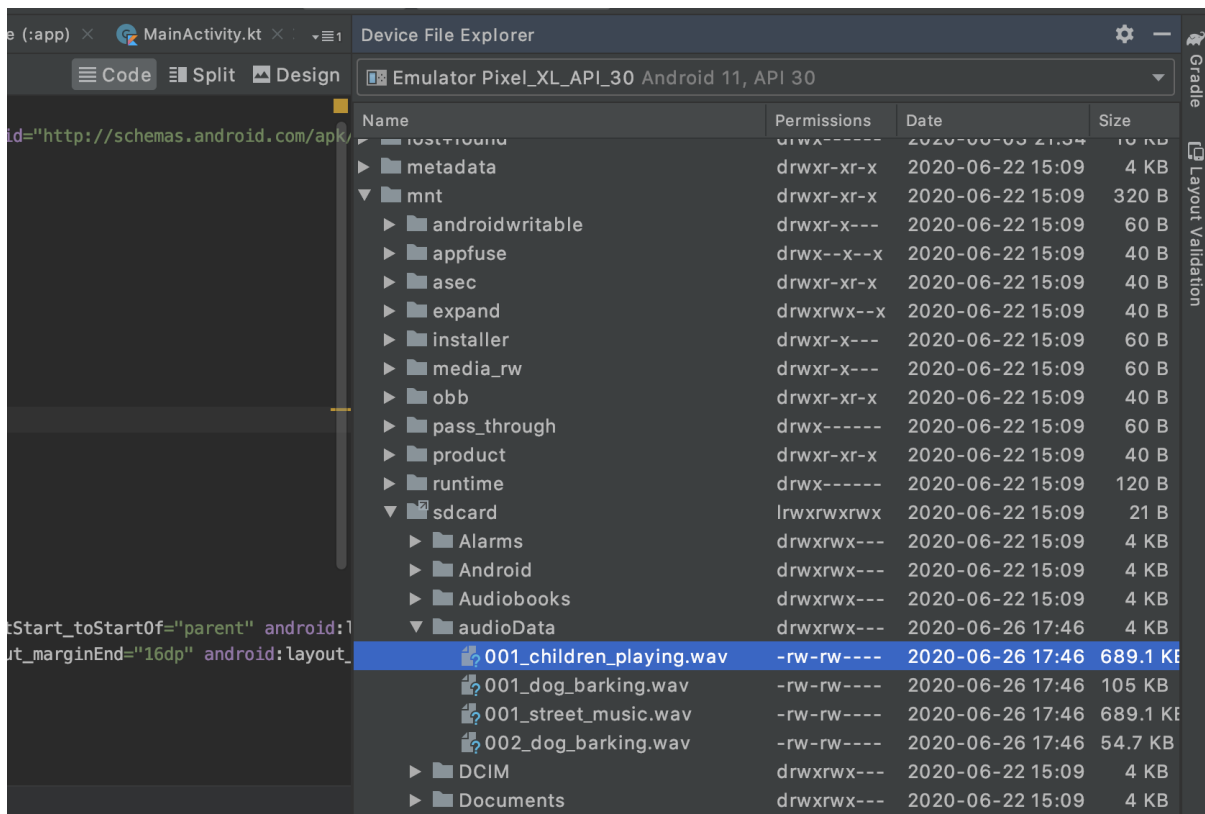 e (:app) MainActivity.kt 1 Device File Explorer
Code Split Design Emulator Pixel_XL_API_30 Android 11, API 30
Gradle
Layout Validation
Name Permissions Date Size
id="http://schemas.android.com/apk/
lost+found drwx------ 2020-06-03 21:34 16 KB
metadata drwxr-xr-x 2020-06-22 15:09 4 KB
mnt drwxr-xr-x 2020-06-22 15:09 320 B
androidwritable drwxr-x--- 2020-06-22 15:09 60 B
appfuse drwx--x--x 2020-06-22 15:09 40 B
asec drwxr-xr-x 2020-06-22 15:09 40 B
expand drwxrwx--x 2020-06-22 15:09 40 B
installer drwxr-x--- 2020-06-22 15:09 60 B
media_rw drwxr-x--- 2020-06-22 15:09 60 B
obb drwxr-xr-x 2020-06-22 15:09 40 B
pass_through drwx------ 2020-06-22 15:09 60 B
product drwxr-xr-x 2020-06-22 15:09 40 B
runtime drwx------ 2020-06-22 15:09 120 B
sdcard lrwxrwxrwx 2020-06-22 15:09 21 B
Alarms drwxrwx--- 2020-06-22 15:09 4 KB
Android drwxrwx--- 2020-06-22 15:09 4 KB
Audiobooks drwxrwx--- 2020-06-22 15:09 4 KB
tStart_toStartOf="parent" android:l audioData drwxrwx--- 2020-06-26 17:46 4 KB
ut_marginEnd="16dp" android:layout_ 001_children_playing.wav -rw-rw---- 2020-06-26 17:46 689.1 KB
001_dog_barking.wav -rw-rw---- 2020-06-26 17:46 105 KB
001_street_music.wav -rw-rw---- 2020-06-26 17:46 689.1 KB
002_dog_barking.wav -rw-rw---- 2020-06-26 17:46 54.7 KB
DCIM drwxrwx--- 2020-06-22 15:09 4 KB
Documents drwxrwx--- 2020-06-22 15:09 4 KB